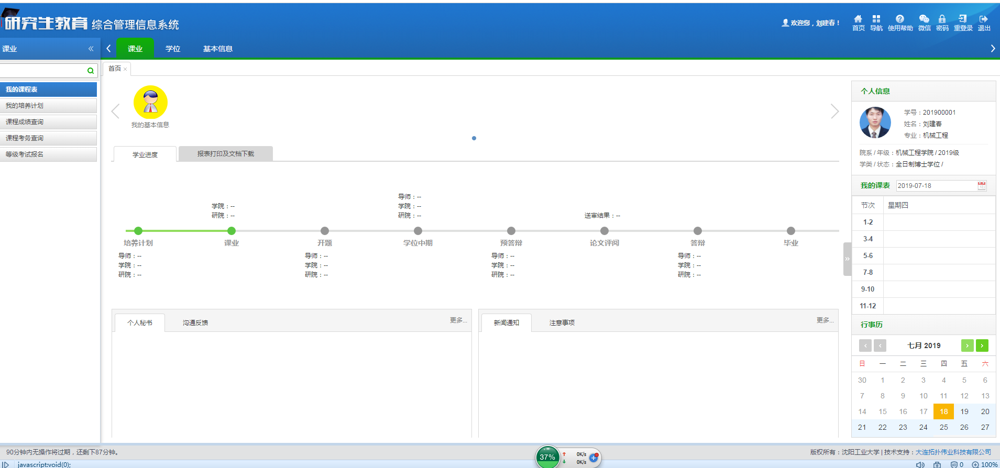 研究生教育 综合管理信息系统
欢迎您，刘建春！
首页 导航 使用帮助 微信 密码 重登录 退出
课业
课业 学位 基本信息
首页
我的课程表
我的培养计划
课程成绩查询
课程考务查询
等级考试报名
我的基本信息
学业进度 报表打印及文档下载
导师：--
学院：-- 学院：--
研院：-- 研院：-- 送审结果：--
培养计划 课业 开题 学位中期 预答辩 论文评阅 答辩 毕业
导师：-- 导师：-- 导师：-- 导师：--
学院：-- 学院：-- 学院：-- 学院：--
研院：-- 研院：-- 研院：-- 研院：--
个人秘书 沟通反馈 更多...
新闻通知 注意事项 更多...
个人信息
学号：201900001
姓名：刘建春
专业：机械工程
院系 / 年级：机械工程学院 / 2019级
学类 / 状态：全日制博士学位 /
我的课表 2019-07-18
节次 星期四
1-2
3-4
5-6
7-8
9-10
11-12
行事历
七月 2019
日 一 二 三 四 五 六
30 1 2 3 4 5 6
7 8 9 10 11 12 13
14 15 16 17 18 19 20
21 22 23 24 25 26 27
90分钟内无操作将过期，还剩下87分钟。
37% 0K/s
0K/s
版权所有：沈阳工业大学 | 技术支持：大连拓扑伟业科技有限公司
javascript:void(0);
0 100%